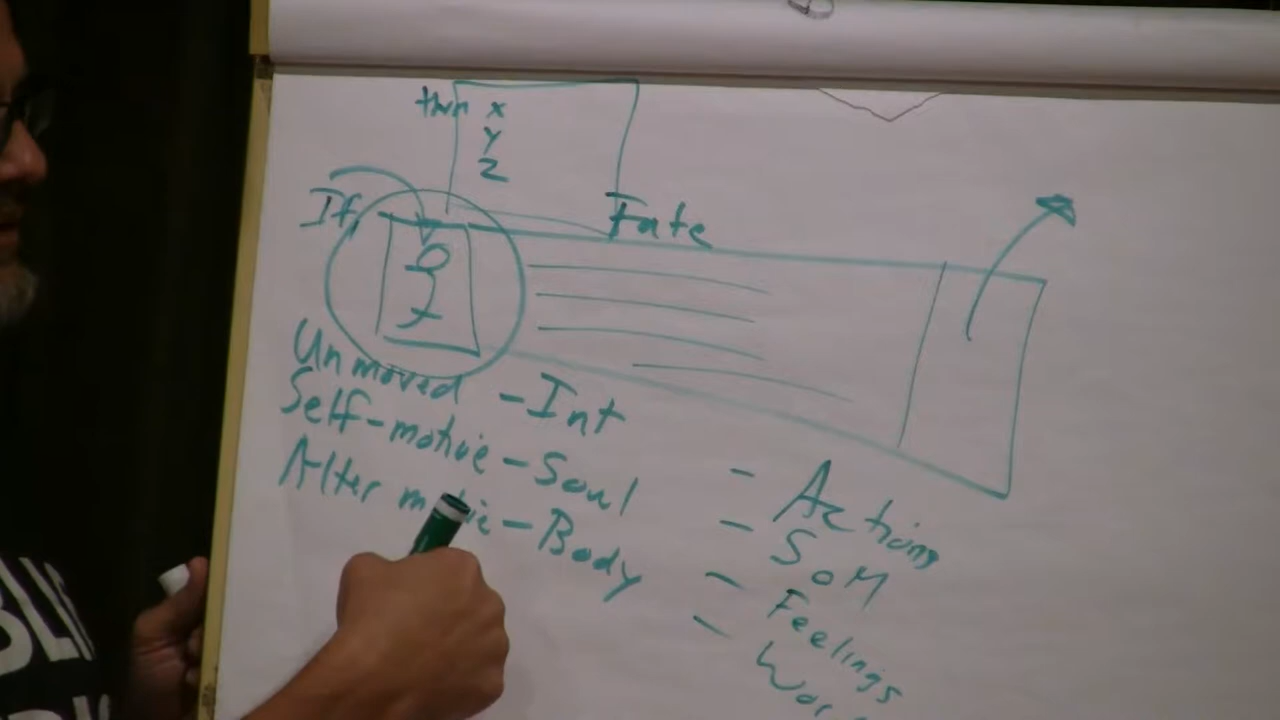 then x
y
z
If,
Fate
Unmoved - Int
Self-motive - Soul
Alter - Body
- Actions
- SoM
- Feelings
-